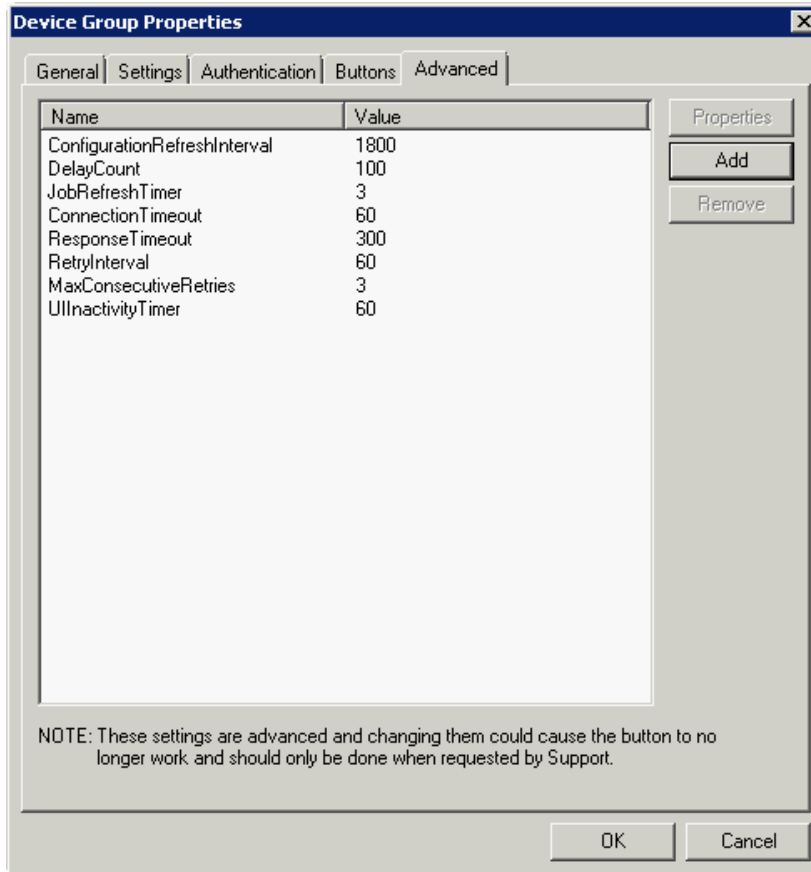 Device Group Properties
General Settings Authentication Buttons Advanced
Name Value
ConfigurationRefreshInterval 1800
DelayCount 100
JobRefreshTimer 3
ConnectionTimeout 60
ResponseTimeout 300
RetryInterval 60
MaxConsecutiveRetries 3
UIInactivityTimer 60
Properties
Add
Remove
NOTE: These settings are advanced and changing them could cause the button to no
longer work and should only be done when requested by Support.
OK Cancel